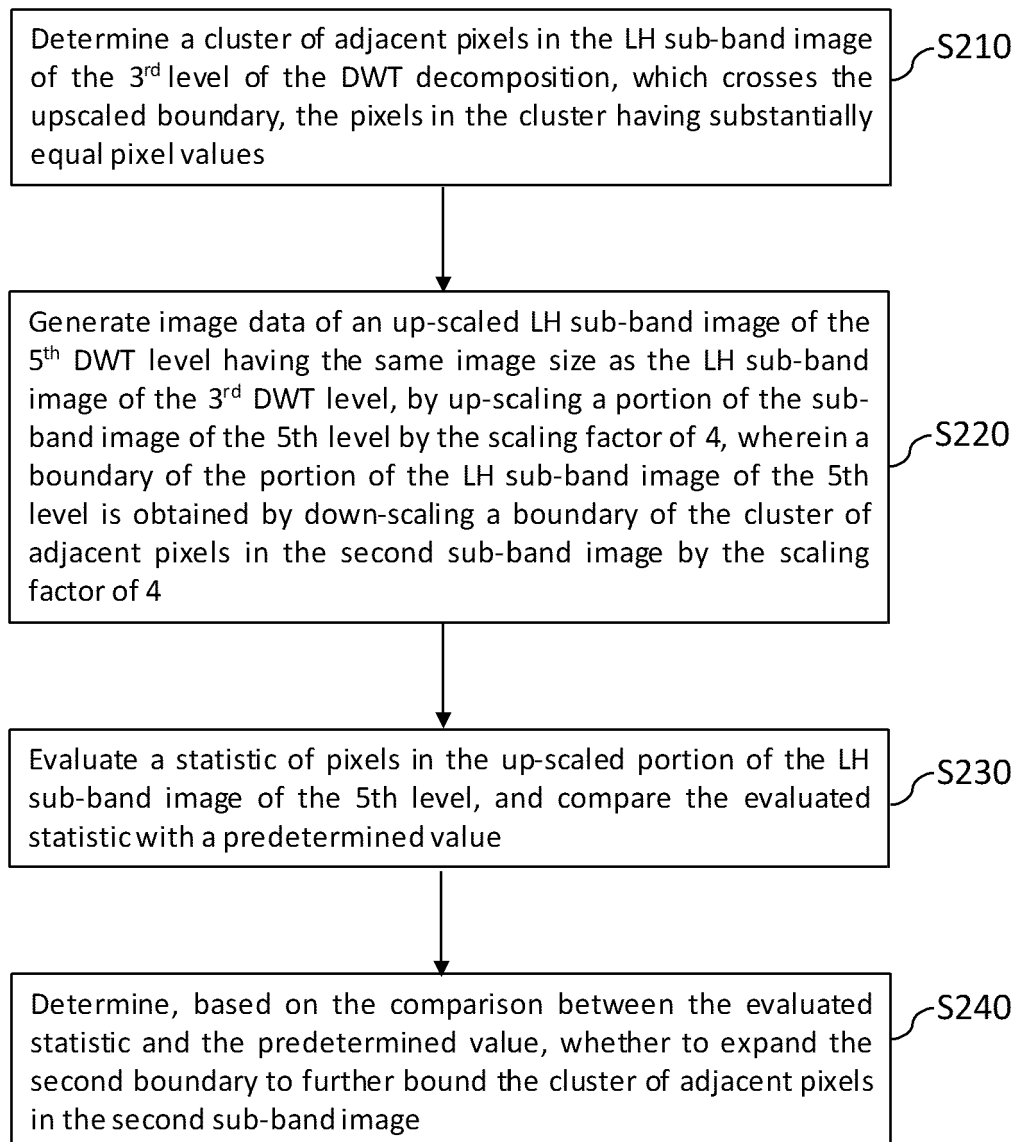 Determine a cluster of adjacent pixels in the LH sub-band image
of the 3rd level of the DWT decomposition, which crosses the
upscaled boundary, the pixels in the cluster having substantially
equal pixel values
S210
Generate image data of an up-scaled LH sub-band image of the
5th DWT level having the same image size as the LH sub-band
image of the 3rd DWT level, by up-scaling a portion of the sub-
band image of the 5th level by the scaling factor of 4, wherein a
boundary of the portion of the LH sub-band image of the 5th
level is obtained by down-scaling a boundary of the cluster of
adjacent pixels in the second sub-band image by the scaling
factor of 4
S220
Evaluate a statistic of pixels in the up-scaled portion of the LH
sub-band image of the 5th level, and compare the evaluated
statistic with a predetermined value
S230
Determine, based on the comparison between the evaluated
statistic and the predetermined value, whether to expand the
second boundary to further bound the cluster of adjacent pixels
in the second sub-band image
S240